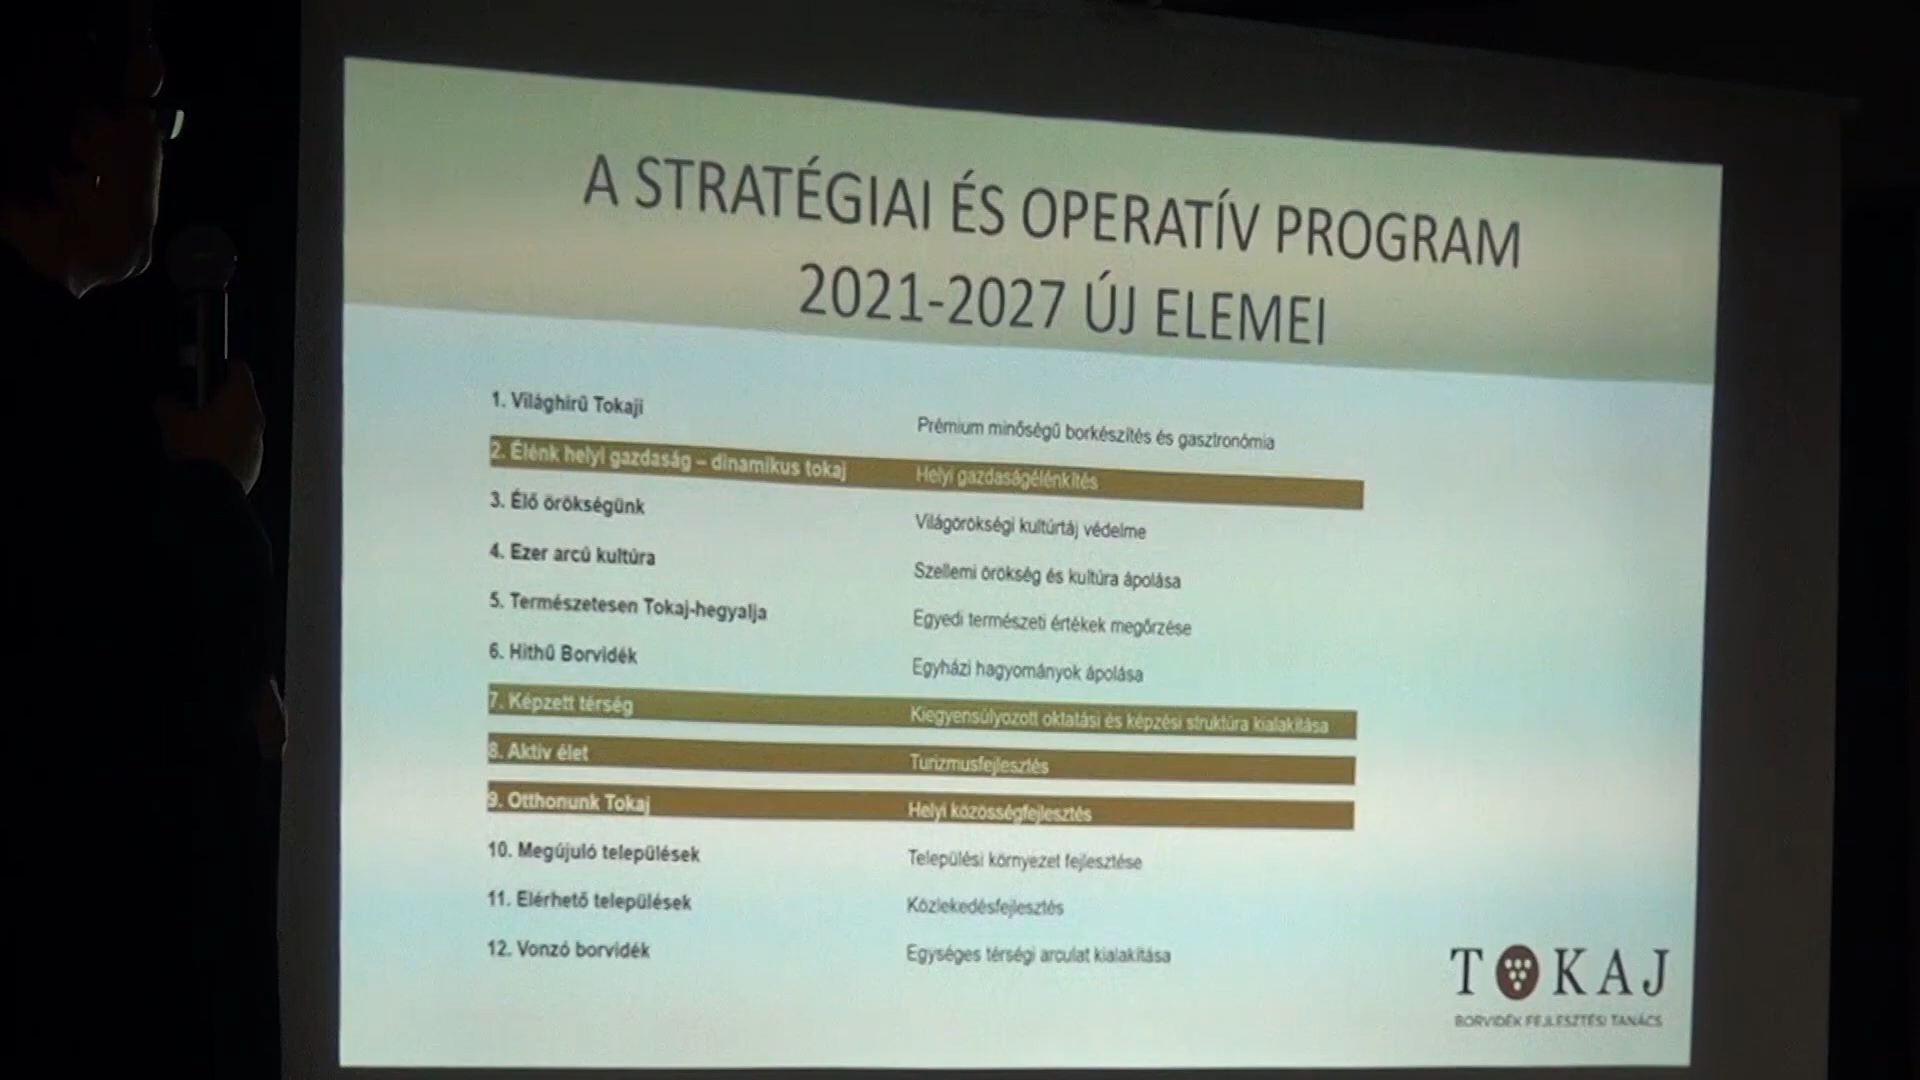 A STRATÉGIAI ÉS OPERATÍV PROGRAM
2021-2027 ÚJ ELEMEI
1. Világhírű Tokaji Prémium minőségű borkészítés és gasztronómia
2. Élénk helyi gazdaság – dinamikus tokaj Helyi gazdaságélénkítés
3. Élő örökségünk Világörökségi kultúrtáj védelme
4. Ezer arcú kultúra Szellemi örökség és kultúra ápolása
5. Természetesen Tokaj-hegyalja Egyedi természeti értékek megőrzése
6. Hithű Borvidék Egyházi hagyományok ápolása
7. Képzett térség Kiegyensúlyozott oktatási és képzési struktúra kialakítása
8. Aktív élet Turizmusfejlesztés
9. Otthonunk Tokaj Helyi közösségfejlesztés
10. Megújuló települések Települési környezet fejlesztése
11. Elérhető települések Közlekedésfejlesztés
12. Vonzó borvidék Egységes térségi arculat kialakítása
TOKAJ
BORVIDÉK FEJLESZTÉSI TANÁCS